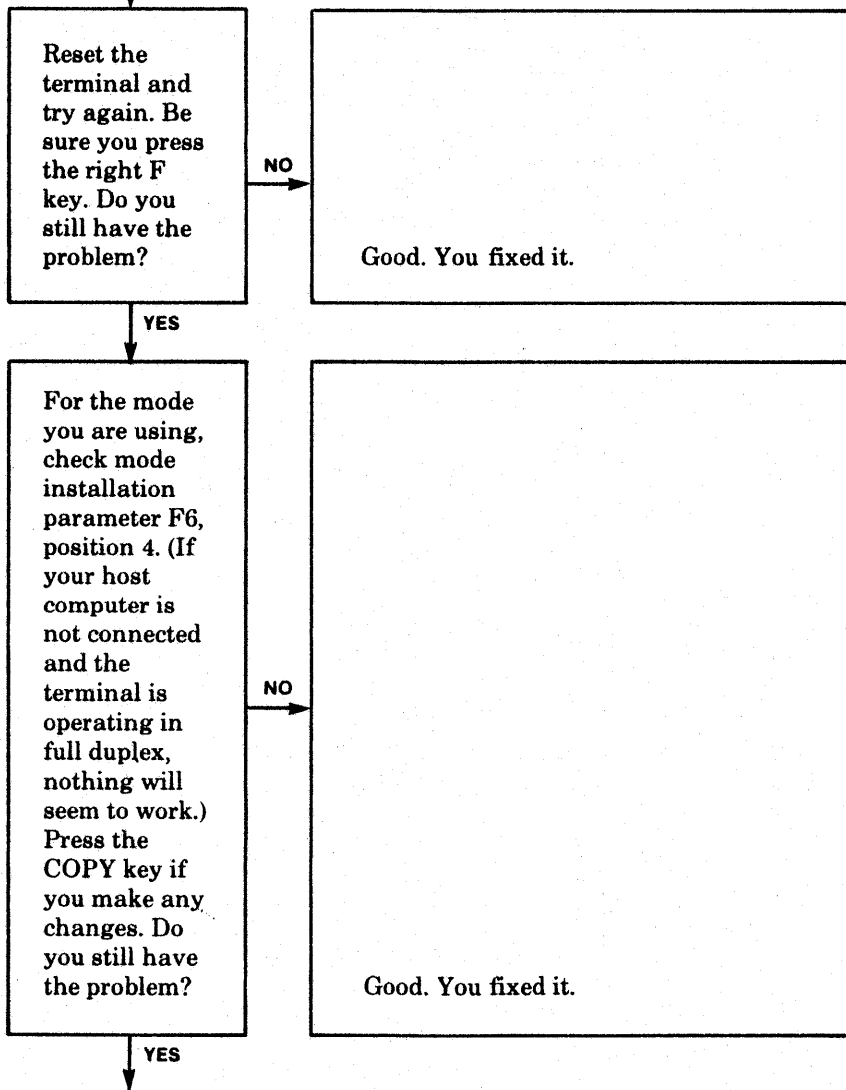 Reset the
terminal and
try again. Be
sure you press
the right F
key. Do you
still have the
problem?
NO
Good. You fixed it.
YES
For the mode
you are using,
check mode
installation
parameter F6,
position 4. (If
your host
computer is
not connected
and the
terminal is
operating in
full duplex,
nothing will
seem to work.)
Press the
COPY key if
you make any
changes. Do
you still have
the problem?
NO
Good. You fixed it.
YES